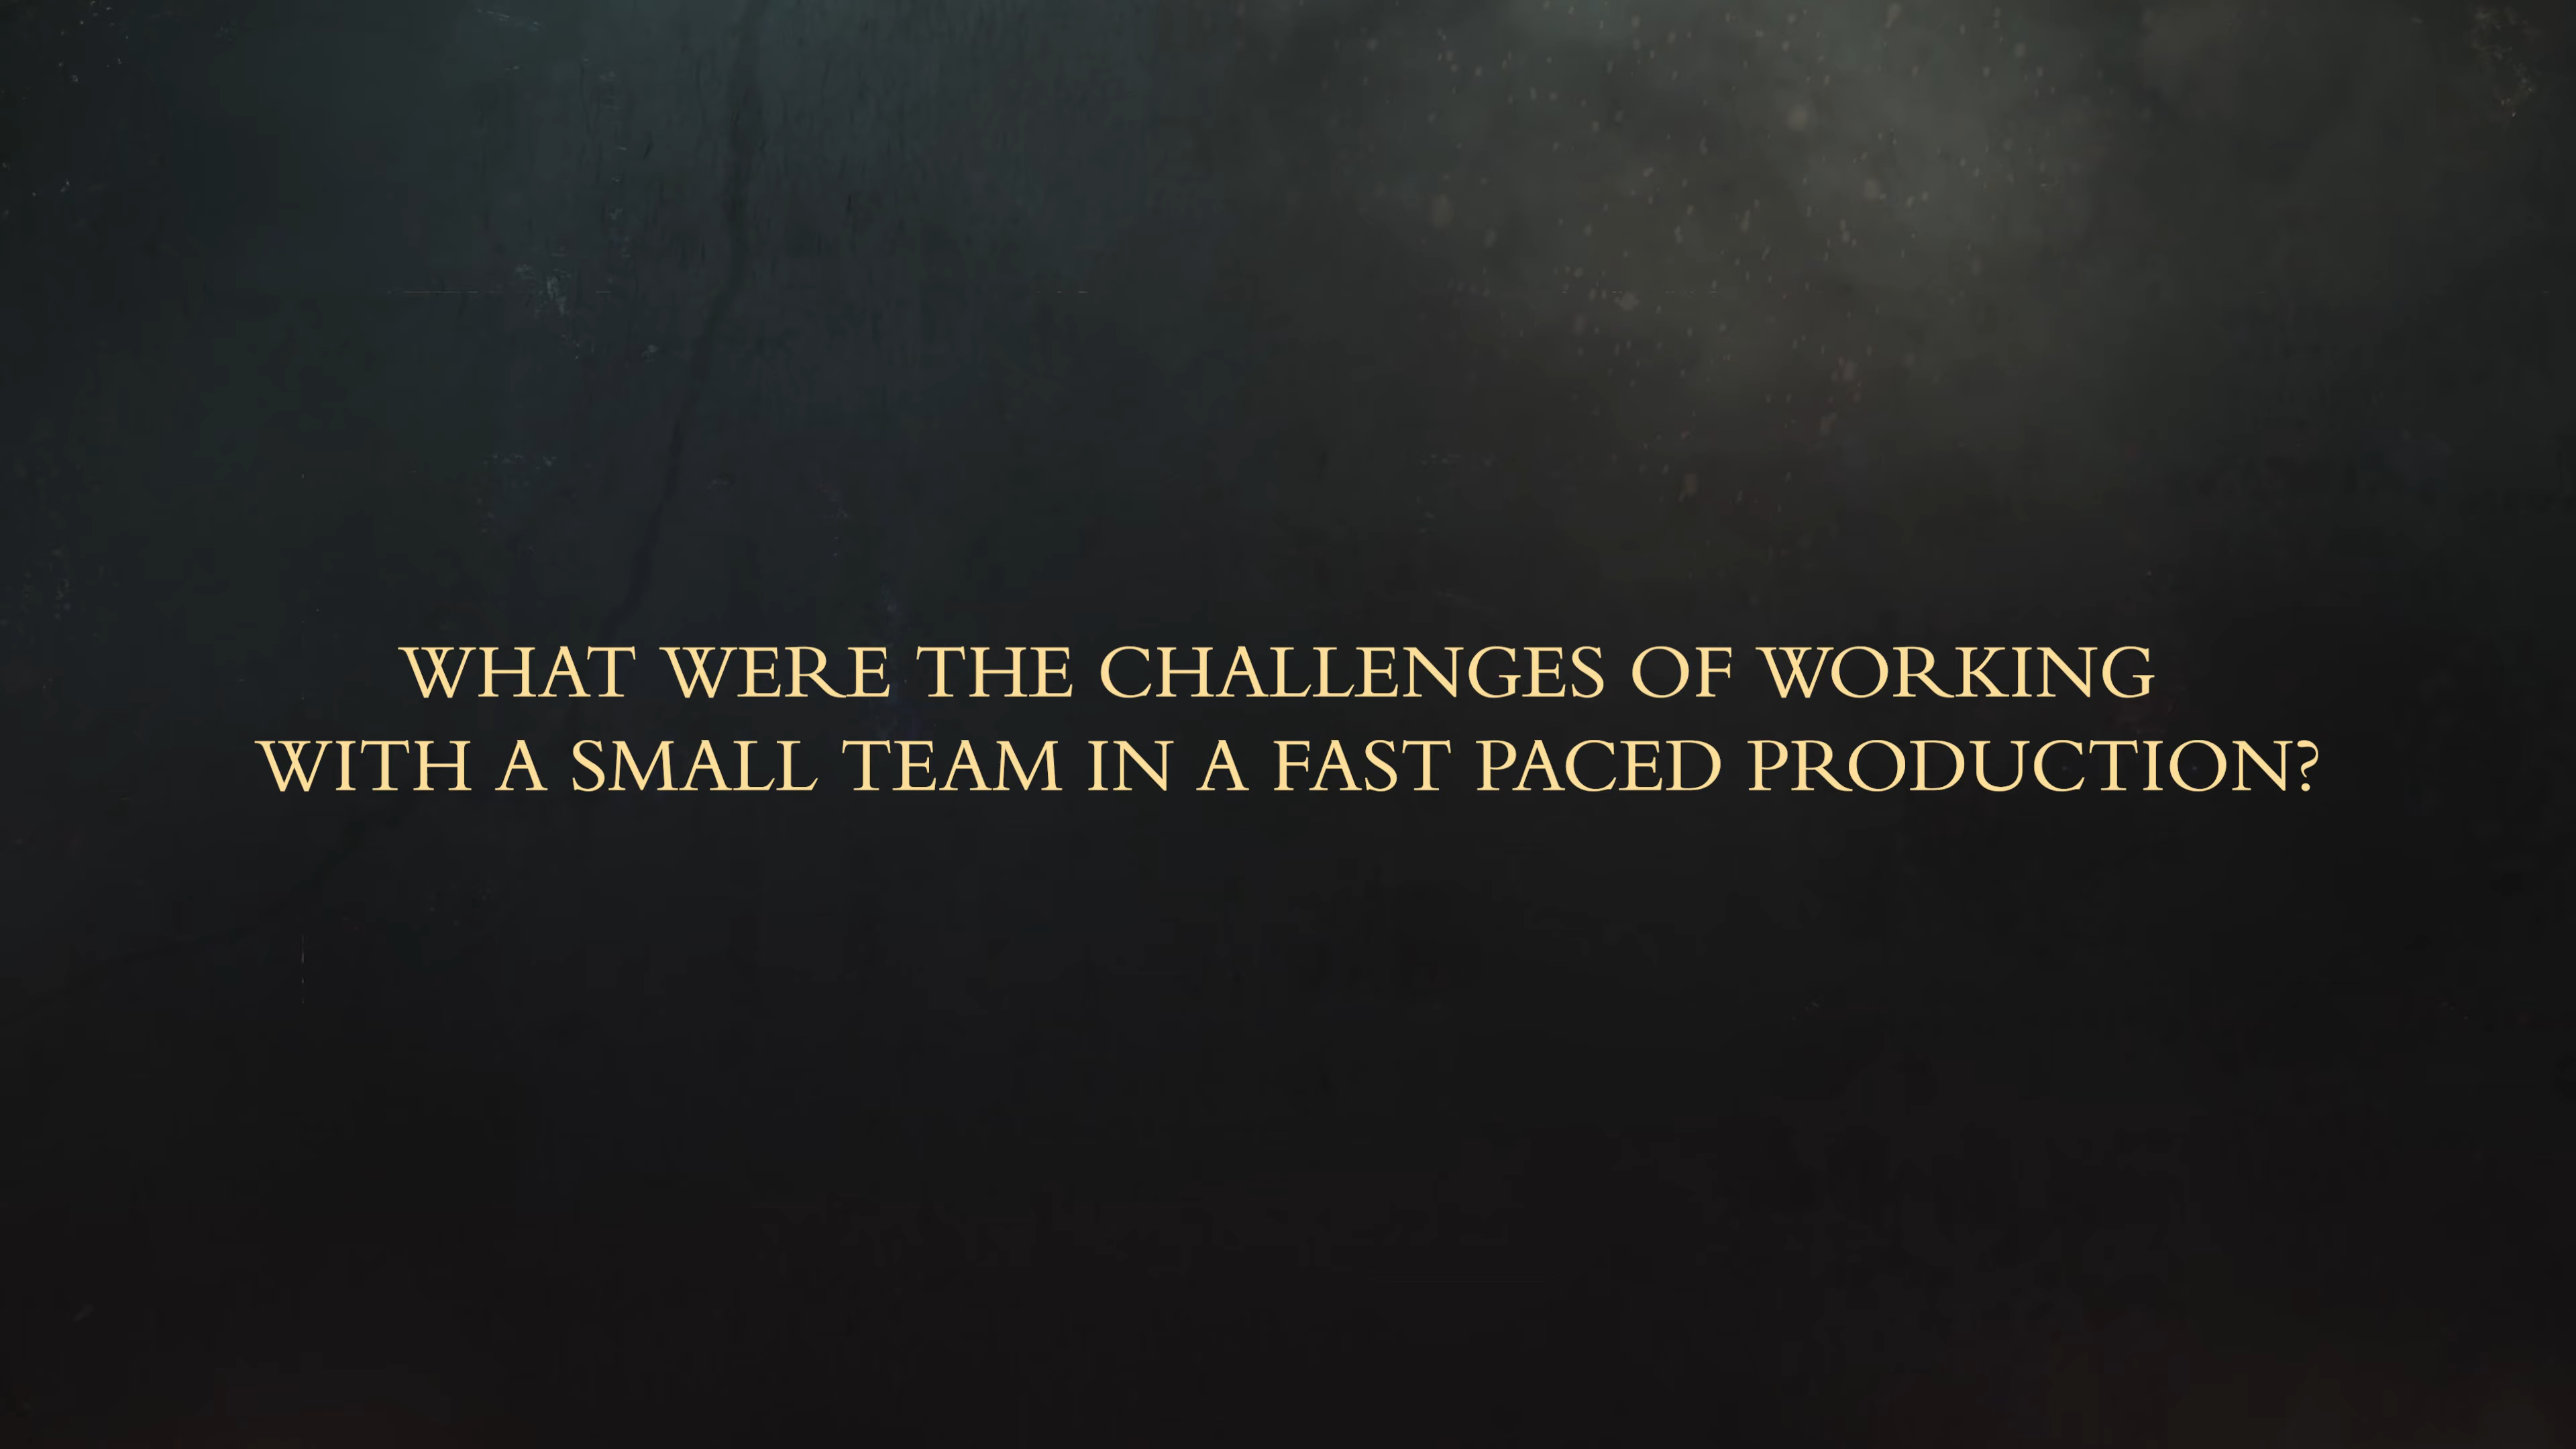 WHAT WERE THE CHALLENGES OF WORKING
WITH A SMALL TEAM IN A FAST PACED PRODUCTION?